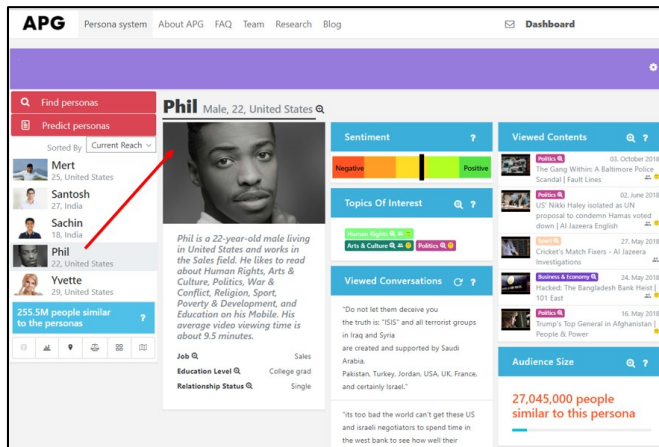 APG Persona system About APG FAQ Team Research Blog Dashboard
Find personas
Predict personas
Sorted By Current Reach
Mert
25, United States
Santosh
27, India
Sachin
18, India
Phil
22, United States
Yvette
29, United States
255.5M people similar
to the personas ?
Phil Male, 22, United States
Phil is a 22-year-old male living
in United States and works in
the Sales field. He likes to read
about Human Rights, Arts &
Culture, Politics, War &
Conflict, Religion, Sport,
Poverty & Development, and
Education on his Mobile. His
average video viewing time is
about 9.5 minutes.
Job Sales
Education Level College grad
Relationship Status Single
Sentiment ?
Negative Positive
Topics Of Interest ?
Human Rights
Arts & Culture Politics
Viewed Conversations ?
"Do not let them deceive you
the truth is: "ISIS" and all terrorist groups
in Iraq and Syria
are created and supported by Saudi
Arabia,
Pakistan, Turkey, Jordan, USA, UK, France,
and certainly Israel."
"its too bad the world can't get these US
and israeli negotiators to spend time in
the west bank to see how well their
Viewed Contents ?
Politics 03. October 2018
The Gang Within: A Baltimore Police
Scandal | Fault Lines
Politics 02. June 2018
US' Nikki Haley isolated as UN
proposal to condemn Hamas voted
down | Al Jazeera English
27. May 2018
Cricket's Match Fixers - Al Jazeera
Investigations
Business & Economy 24. May 2018
Hacked: The Bangladesh Bank Heist |
101 East
Politics 16. May 2018
Trump's Top General in Afghanistan |
People & Power
Audience Size ?
27,045,000 people
similar to this persona